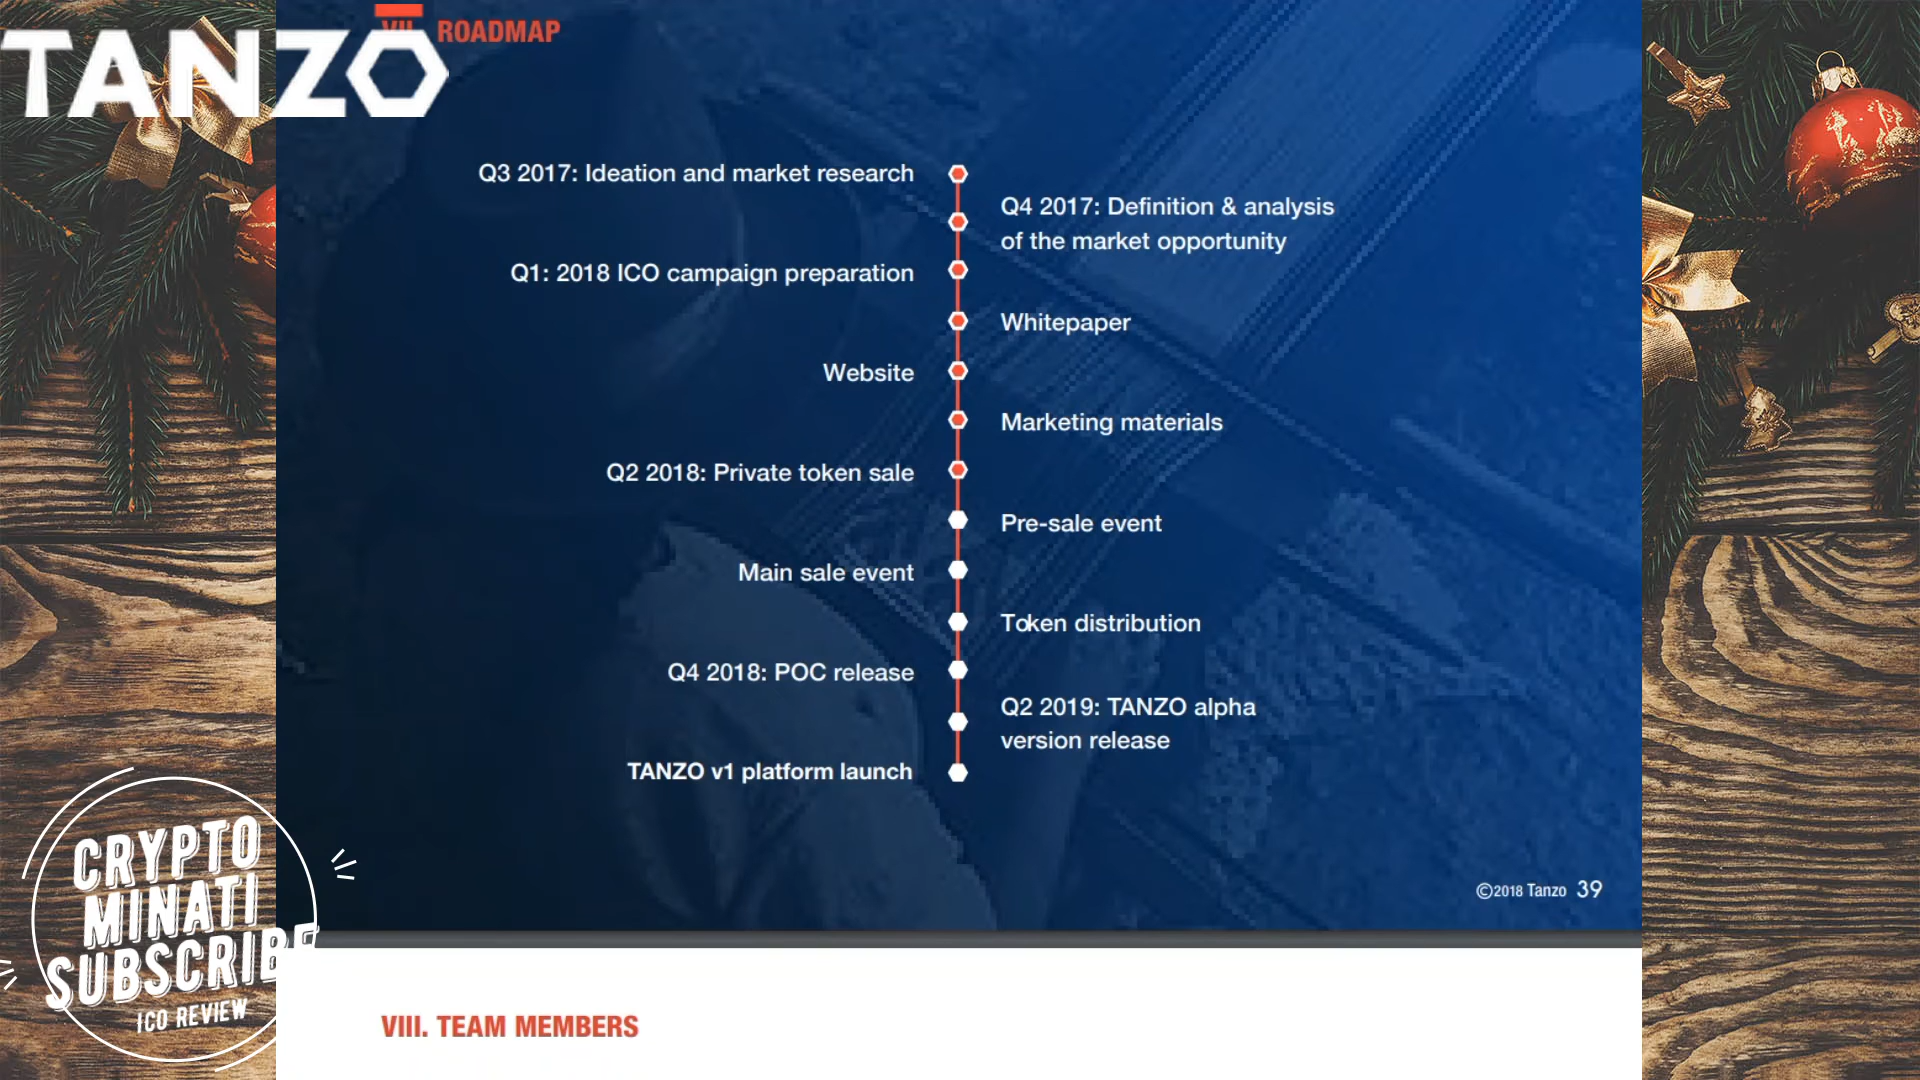 TANZO
VII. ROADMAP
Q3 2017: Ideation and market research
Q4 2017: Definition & analysis
of the market opportunity
Q1: 2018 ICO campaign preparation
Whitepaper
Website
Marketing materials
Q2 2018: Private token sale
Pre-sale event
Main sale event
Token distribution
Q4 2018: POC release
Q2 2019: TANZO alpha
version release
TANZO v1 platform launch
©2018 Tanzo 39
CRYPTO
MINATI
SUBSCRIBE
ICO REVIEW
VIII. TEAM MEMBERS